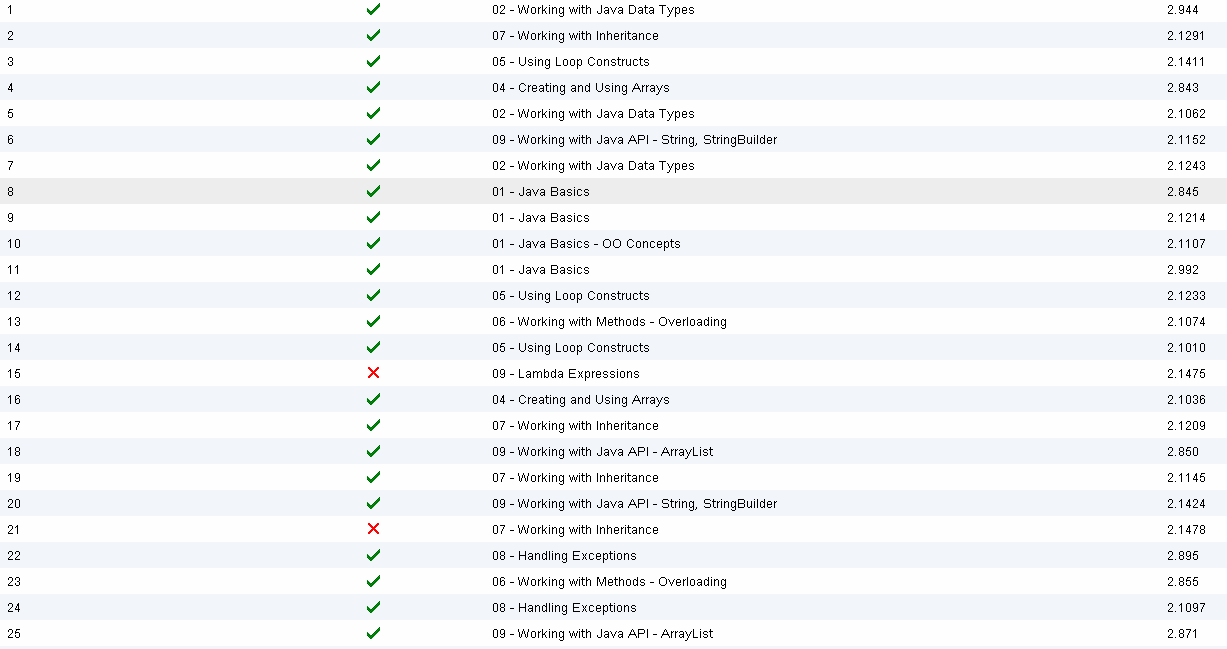 1 02 - Working with Java Data Types 2.944
2 07 - Working with Inheritance 2.1291
3 05 - Using Loop Constructs 2.1411
4 04 - Creating and Using Arrays 2.843
5 02 - Working with Java Data Types 2.1062
6 09 - Working with Java API - String, StringBuilder 2.1152
7 02 - Working with Java Data Types 2.1243
8 01 - Java Basics 2.845
9 01 - Java Basics 2.1214
10 01 - Java Basics - OO Concepts 2.1107
11 01 - Java Basics 2.992
12 05 - Using Loop Constructs 2.1233
13 06 - Working with Methods - Overloading 2.1074
14 05 - Using Loop Constructs 2.1010
15 09 - Lambda Expressions 2.1475
16 04 - Creating and Using Arrays 2.1036
17 07 - Working with Inheritance 2.1209
18 09 - Working with Java API - ArrayList 2.850
19 07 - Working with Inheritance 2.1145
20 09 - Working with Java API - String, StringBuilder 2.1424
21 07 - Working with Inheritance 2.1478
22 08 - Handling Exceptions 2.895
23 06 - Working with Methods - Overloading 2.855
24 08 - Handling Exceptions 2.1097
25 09 - Working with Java API - ArrayList 2.871